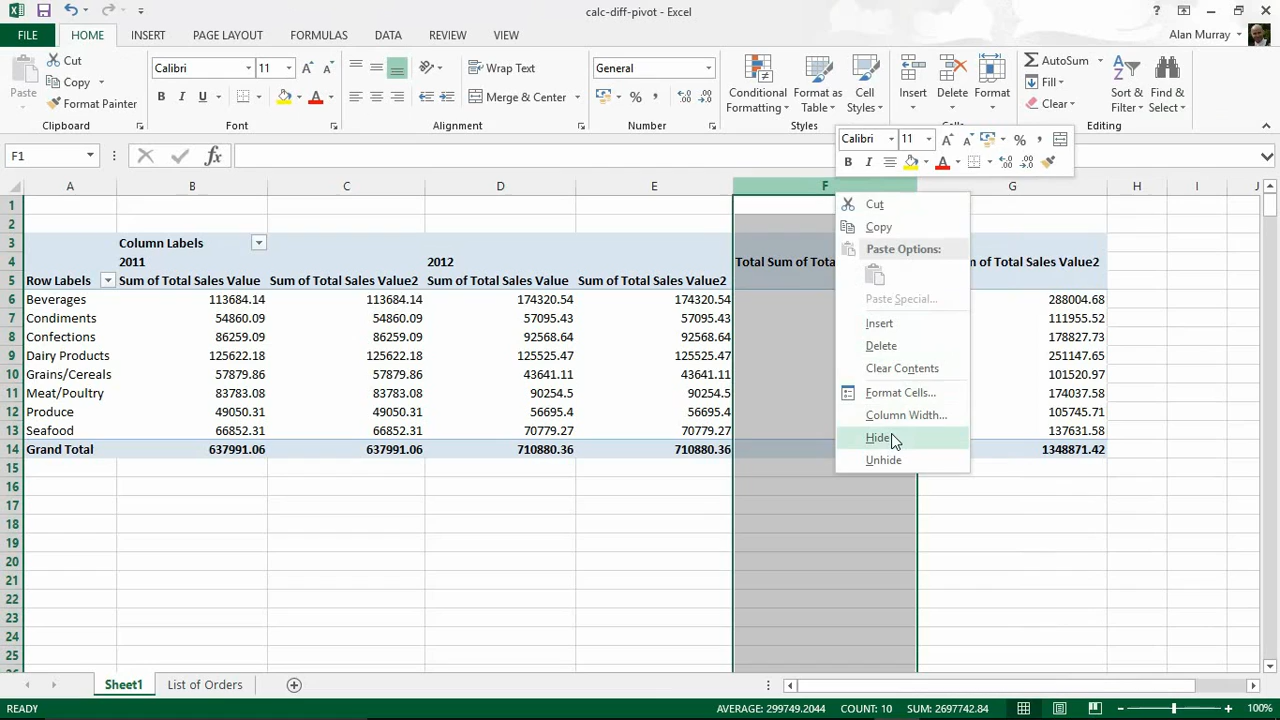 calc-diff-pivot - Excel
FILE HOME INSERT PAGE LAYOUT FORMULAS DATA REVIEW VIEW Alan Murray
Paste Cut Copy Format Painter
Clipboard
Calibri 11
B I U A
Font
Wrap Text
Merge & Center
Alignment
General
%
Number
Conditional Formatting Format as Table Cell Styles
Styles
Insert Delete Format
Cells
AutoSum
Fill
Clear
Sort & Filter Find & Select
Editing
F1 fx
Calibri 11 A A %
B I A
A B C D E F G H I J
1
2
3 Column Labels
4 2011 2012 Total Sum of Tota m of Total Sales Value2
5 Row Labels Sum of Total Sales Value Sum of Total Sales Value2 Sum of Total Sales Value Sum of Total Sales Value2
6 Beverages 113684.14 113684.14 174320.54 174320.54 288004.68
7 Condiments 54860.09 54860.09 57095.43 57095.43 111955.52
8 Confections 86259.09 86259.09 92568.64 92568.64 178827.73
9 Dairy Products 125622.18 125622.18 125525.47 125525.47 251147.65
10 Grains/Cereals 57879.86 57879.86 43641.11 43641.11 101520.97
11 Meat/Poultry 83783.08 83783.08 90254.5 90254.5 174037.58
12 Produce 49050.31 49050.31 56695.4 56695.4 105745.71
13 Seafood 66852.31 66852.31 70779.27 70779.27 137631.58
14 Grand Total 637991.06 637991.06 710880.36 710880.36 1348871.42
15
16
17
18
19
20
21
22
23
24
25
Cut
Copy
Paste Options:
Paste Special...
Insert
Delete
Clear Contents
Format Cells...
Column Width...
Hide
Unhide
Sheet1 List of Orders
READY AVERAGE: 299749.2044 COUNT: 10 SUM: 2697742.84 100%